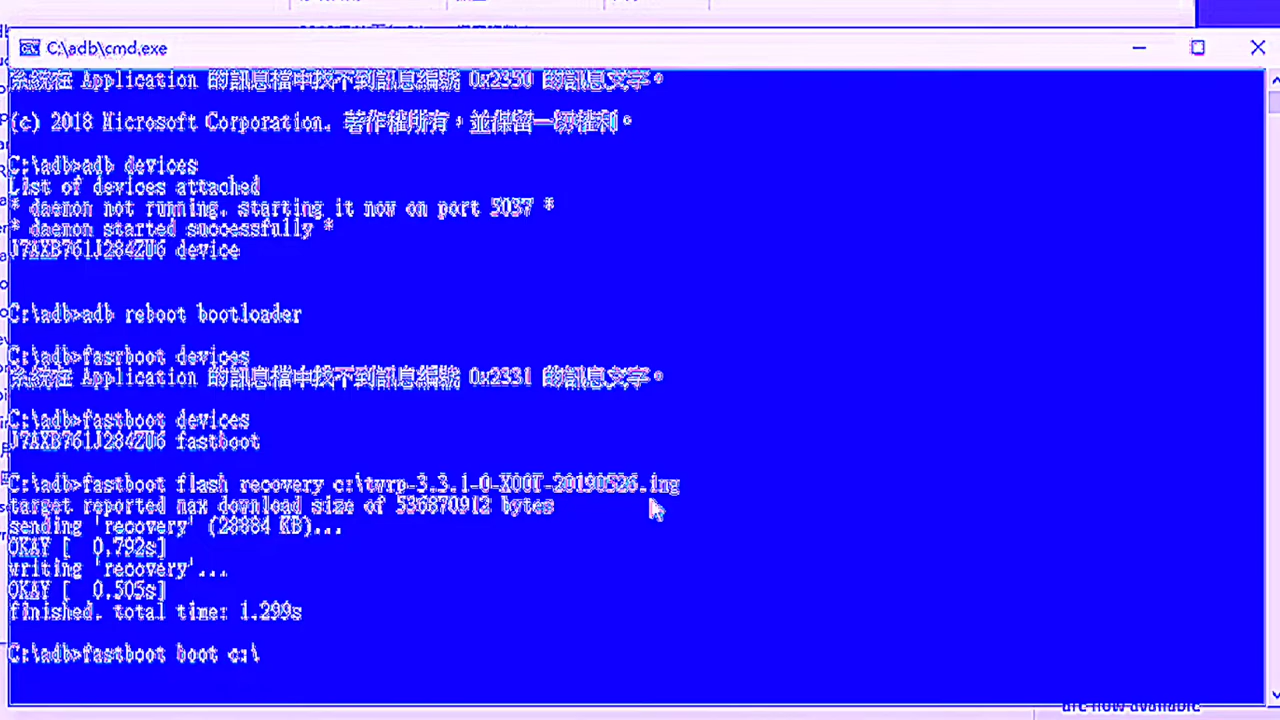 C:\adb\cmd.exe
系統在 Application 的訊息檔中找不到訊息編號 0x2350 的訊息文字。
(c) 2018 Microsoft Corporation. 著作權所有，並保留一切權利。
C:\adb>adb devices
List of devices attached
* daemon not running. starting it now on port 5037 *
* daemon started successfully *
J7AXB761J284ZU6 device
C:\adb>adb reboot bootloader
C:\adb>fasrboot devices
系統在 Application 的訊息檔中找不到訊息編號 0x2331 的訊息文字。
C:\adb>fastboot devices
J7AXB761J284ZU6 fastboot
C:\adb>fastboot flash recovery c:\twrp-3.3.1-0-X00T-20190526.img
target reported max download size of 536870912 bytes
sending 'recovery' (28884 KB)...
OKAY [  0.792s]
writing 'recovery'...
OKAY [  0.505s]
finished. total time: 1.299s
C:\adb>fastboot boot c:\
are now available